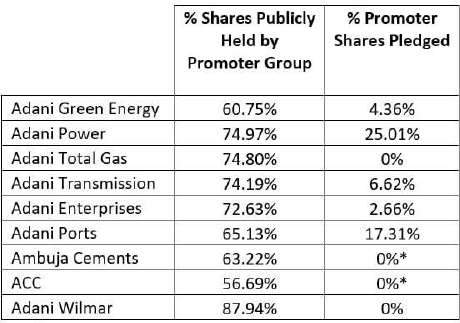 % Shares Publicly Held by Promoter Group % Promoter Shares Pledged
Adani Green Energy 60.75% 4.36%
Adani Power 74.97% 25.01%
Adani Total Gas 74.80% 0%
Adani Transmission 74.19% 6.62%
Adani Enterprises 72.63% 2.66%
Adani Ports 65.13% 17.31%
Ambuja Cements 63.22% 0%*
ACC 56.69% 0%*
Adani Wilmar 87.94% 0%